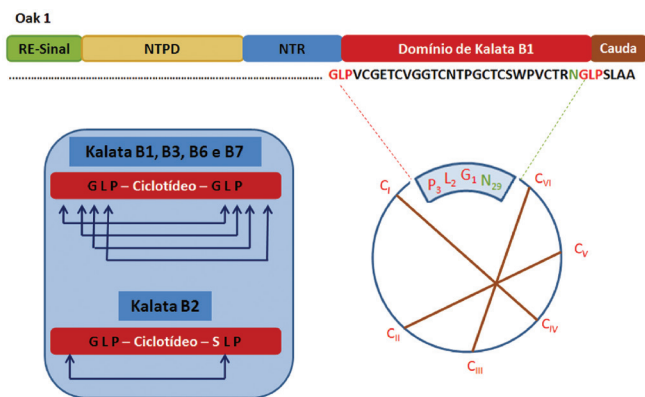 Oak 1
RE-Sinal NTPD NTR Domínio de Kalata B1 Cauda
GLPVCGETCVGGTCNTPGCTCSWPVCTRNGLPSLAA
Kalata B1, B3, B6 e B7
G L P – Ciclotídeo – G L P
Kalata B2
G L P – Ciclotídeo – S L P
P3 L2 G1 N29
CI
CVI
CV
CIV
CIII
CII